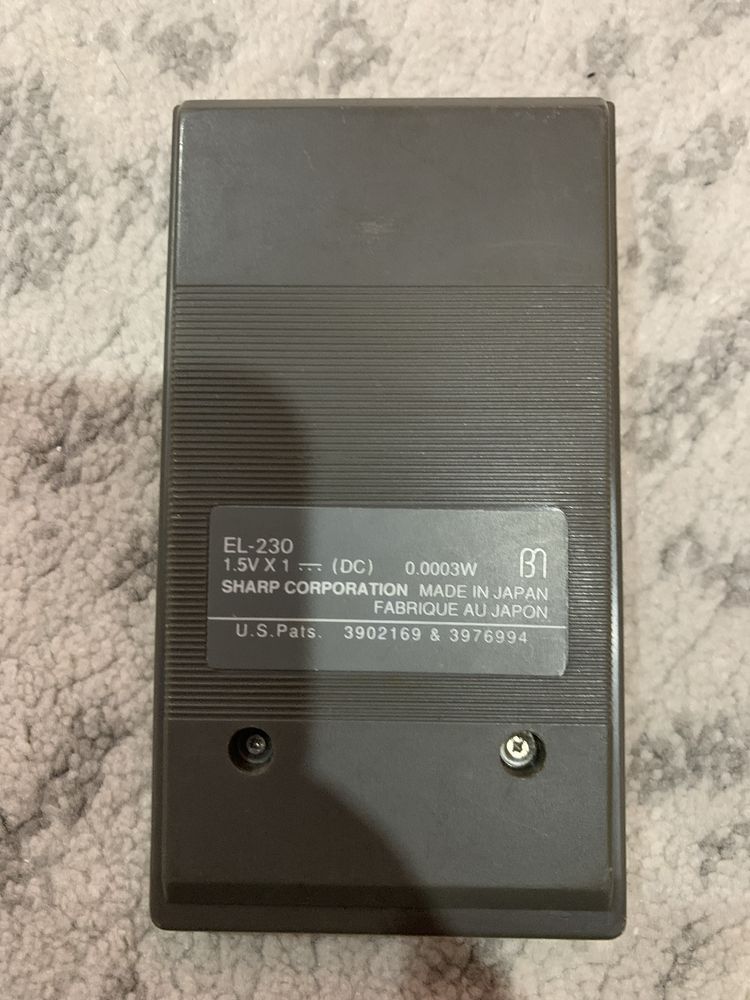 EL-230
1.5V X 1 ⎓ (DC) 0.0003W
SHARP CORPORATION MADE IN JAPAN
FABRIQUE AU JAPON
U.S.Pats. 3902169 & 3976994